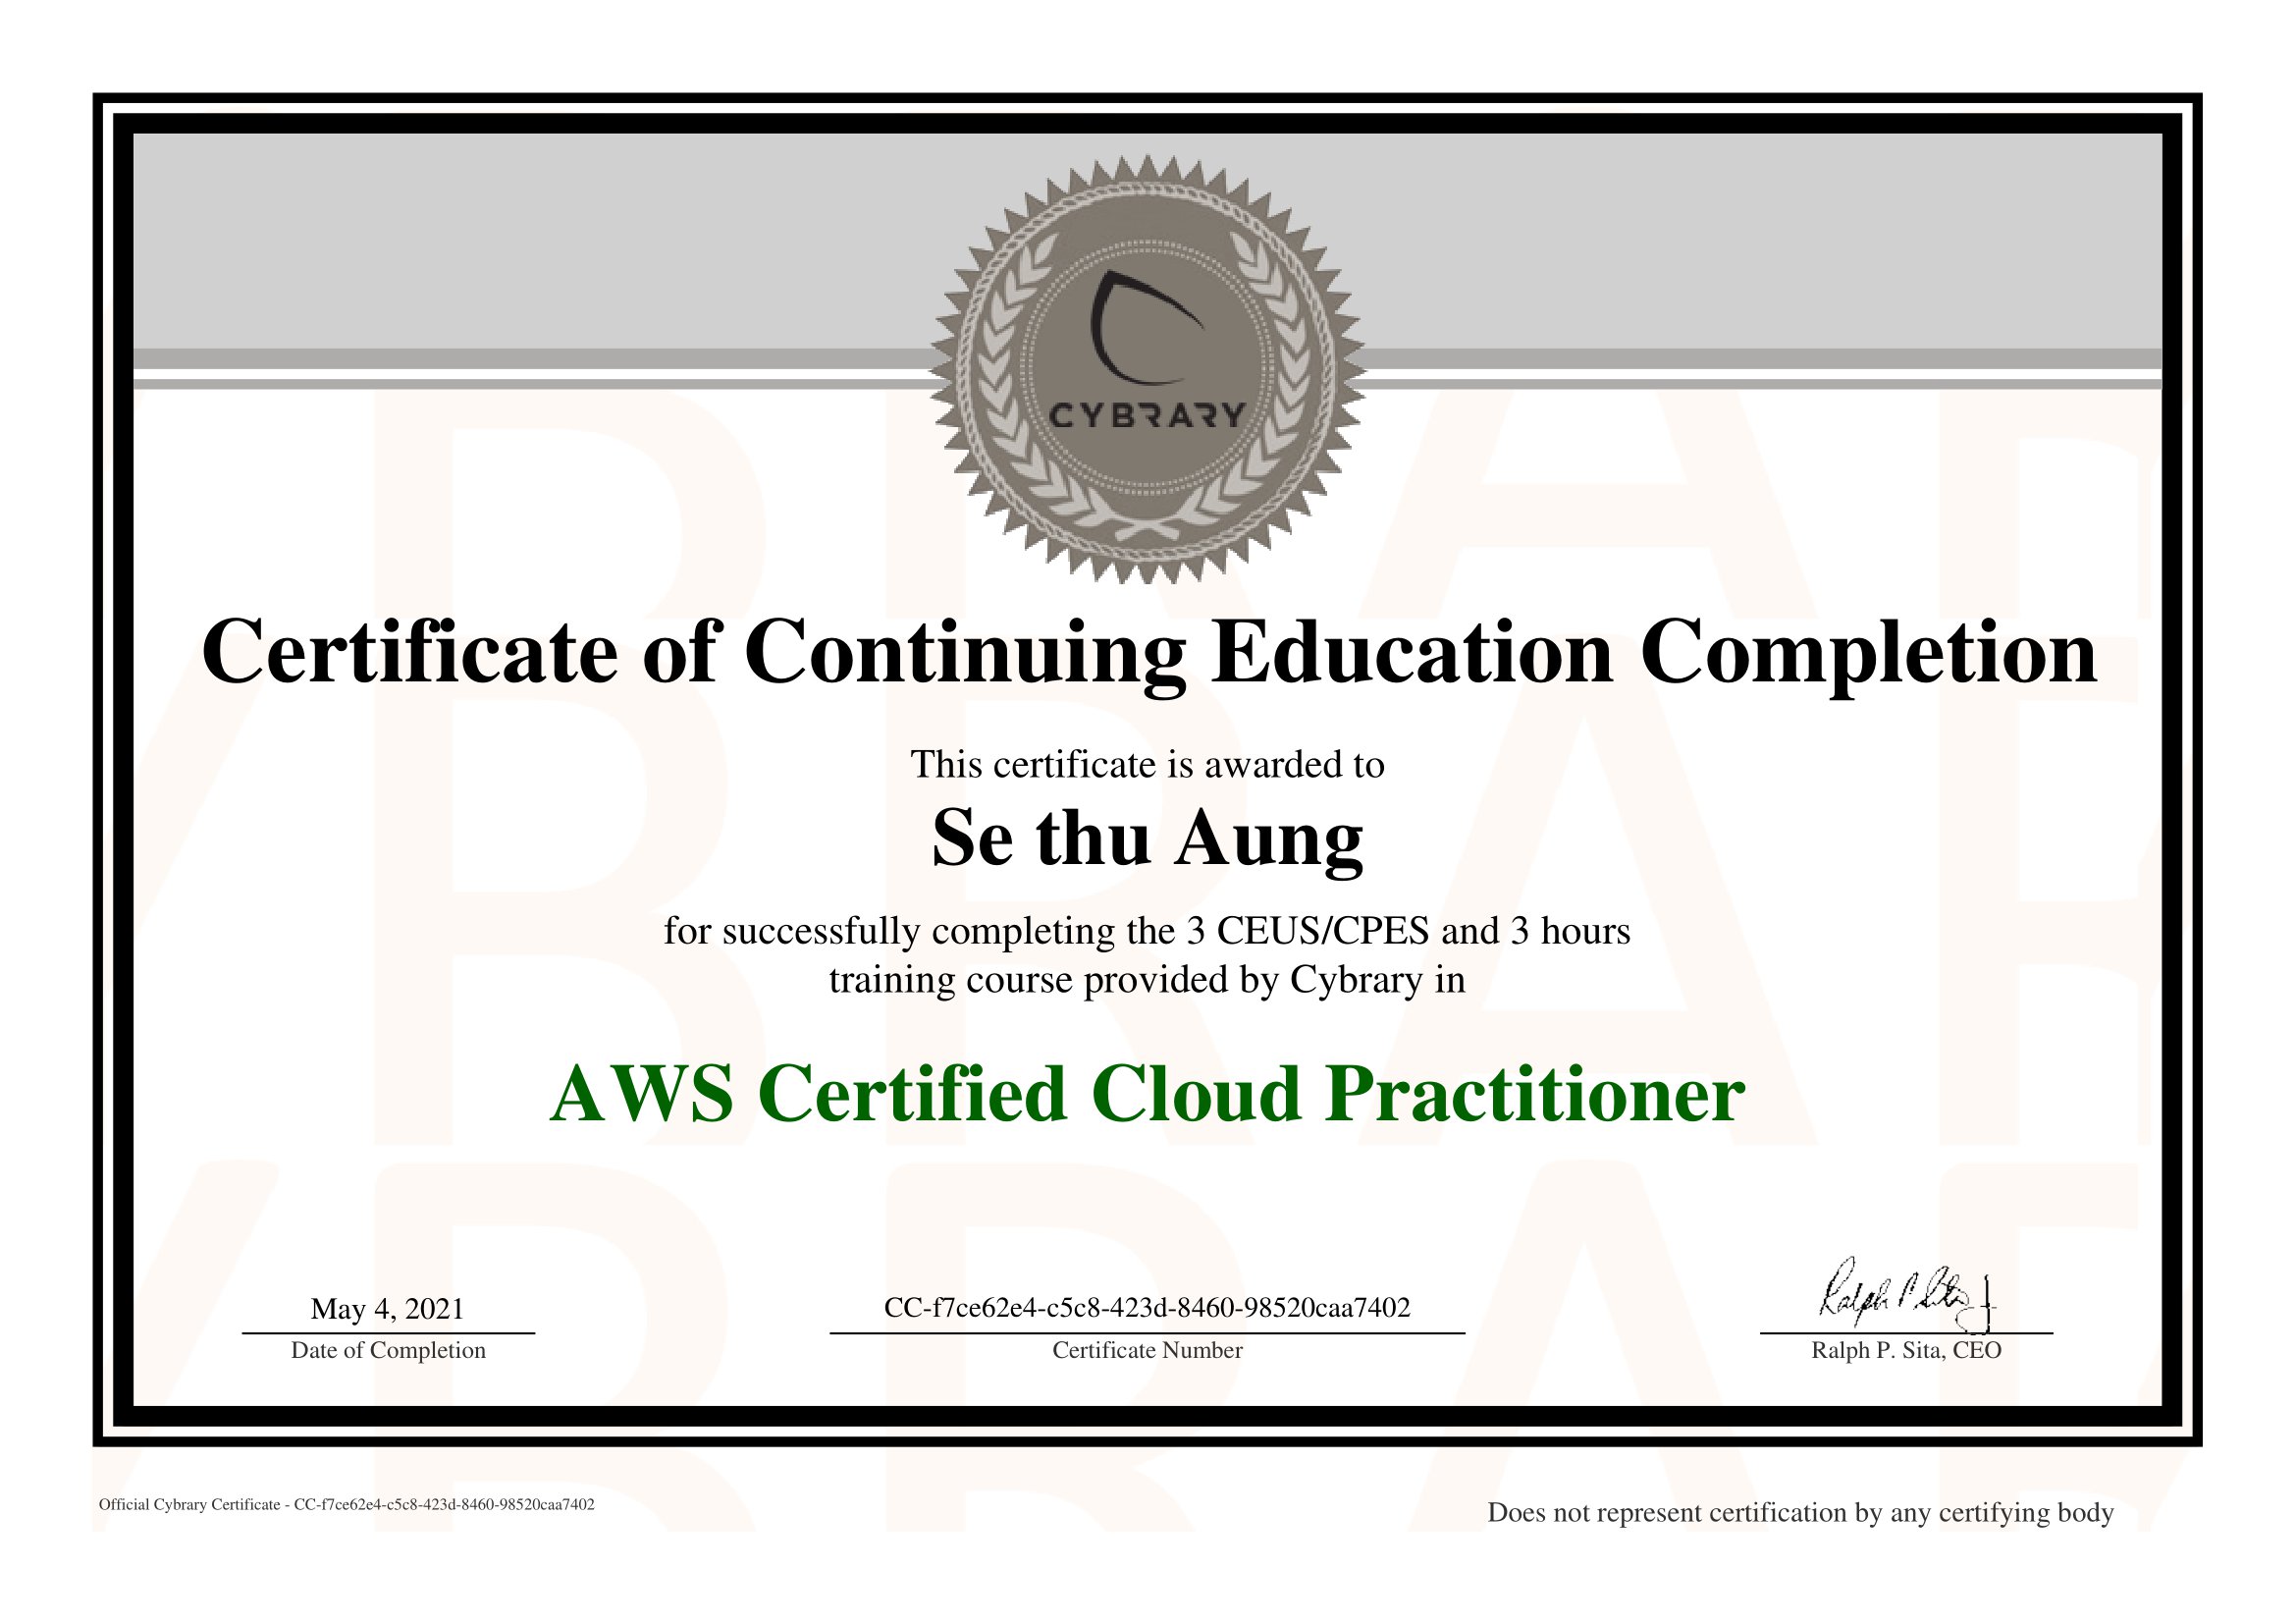 CYBRARY
Certificate of Continuing Education Completion
This certificate is awarded to
Se thu Aung
for successfully completing the 3 CEUS/CPES and 3 hours
training course provided by Cybrary in
AWS Certified Cloud Practitioner
May 4, 2021
Date of Completion
CC-f7ce62e4-c5c8-423d-8460-98520caa7402
Certificate Number
Ralph P. Sita, CEO
Official Cybrary Certificate - CC-f7ce62e4-c5c8-423d-8460-98520caa7402
Does not represent certification by any certifying body